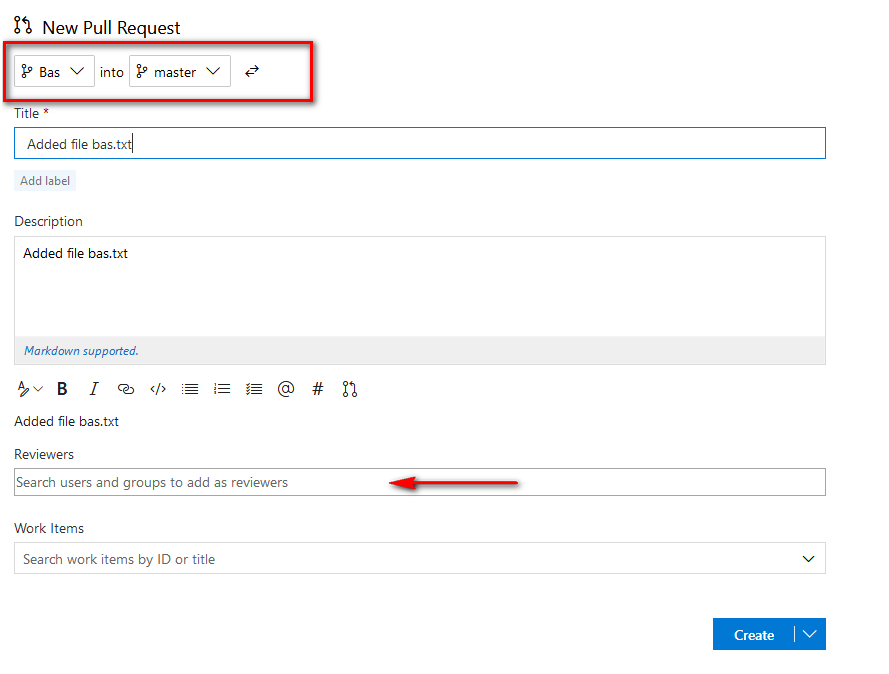 New Pull Request
Bas into master
Title *
Added file bas.txt
Add label
Description
Added file bas.txt
Markdown supported.
B I </> @ #
Added file bas.txt
Reviewers
Search users and groups to add as reviewers
Work Items
Search work items by ID or title
Create